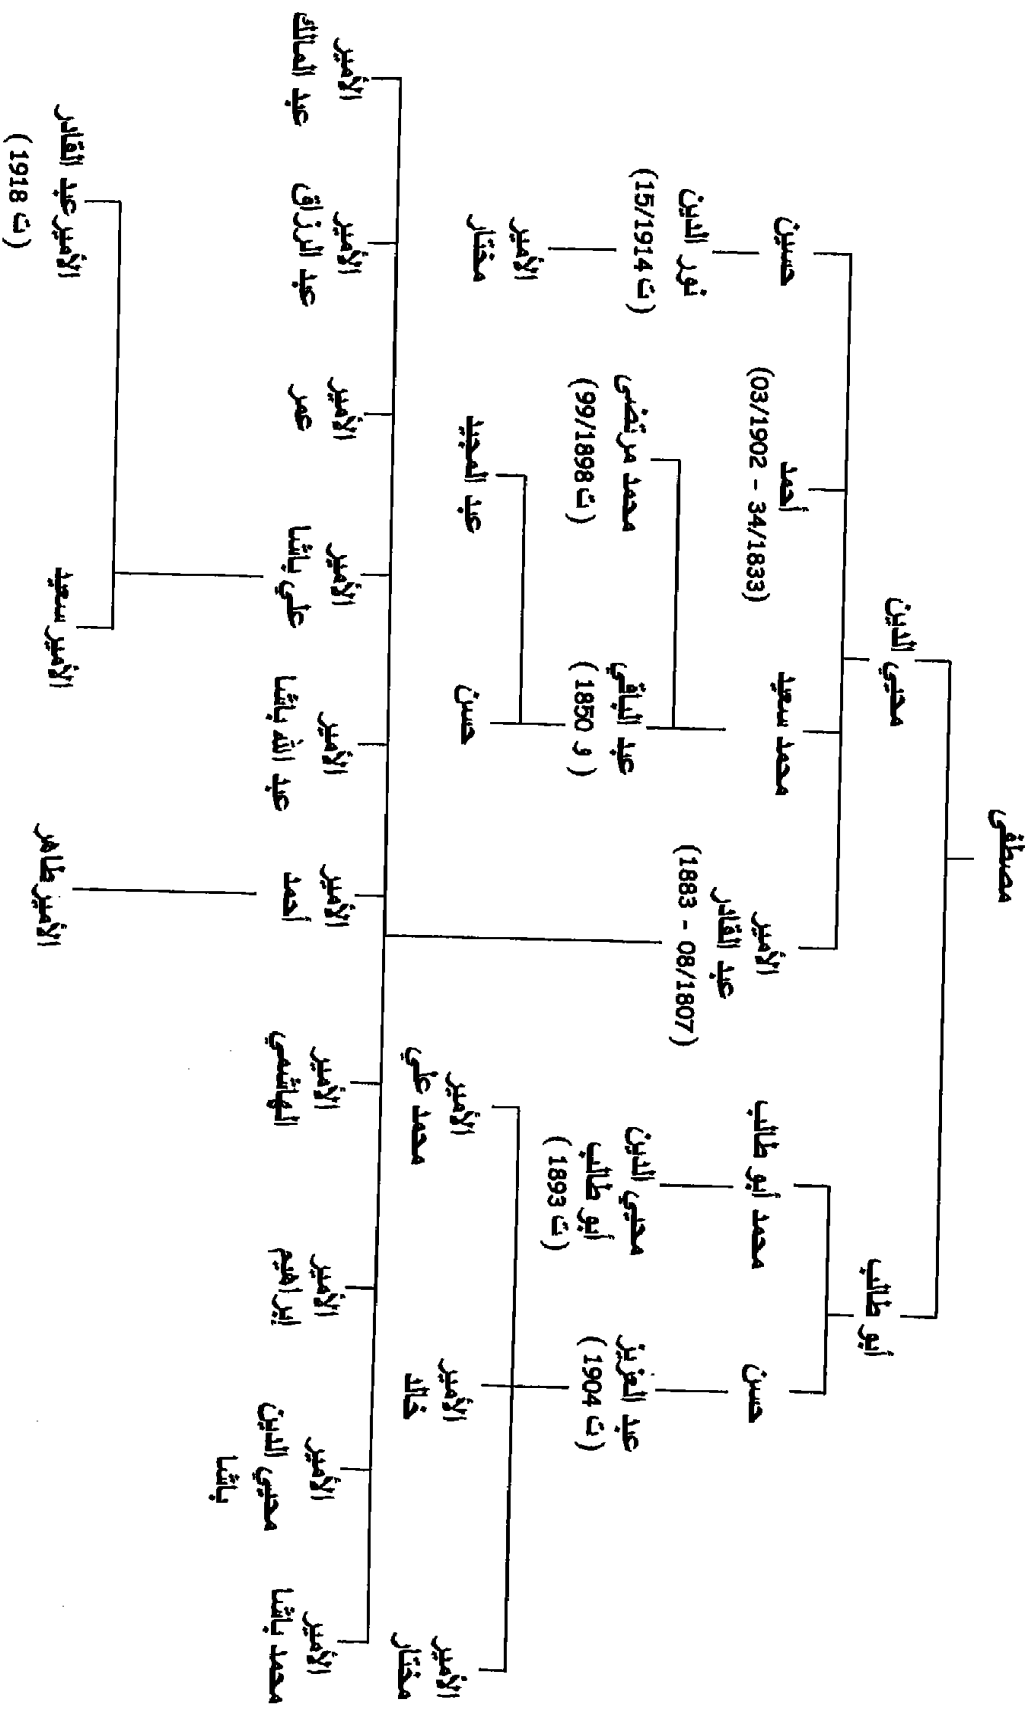 مصطفى
أبو طالب
محيي الدين
حسن
محمد أبو طالب
الأمير
عبد القادر
(1807/08 - 1883)
محمد سعيد
أحمد
(1833/34 - 1902/03)
حسين
عبد العزيز
(ت 1904)
محيي الدين
أبو طالب
(ت 1893)
عبد الباقي
(و 1850)
محمد مرتضى
(ت 1898/99)
نور الدين
(ت 1914/15)
الأمير
مختار
الأمير
خالد
الأمير
محمد علي
حسن
عبد المجيد
الأمير
مختار
الأمير
محمد باشا
الأمير
محيي الدين
باشا
الأمير
إبراهيم
الأمير
الهاشمي
الأمير
أحمد
الأمير
عبد الله باشا
الأمير
علي باشا
الأمير
عمر
الأمير
عبد الرزاق
الأمير
عبد المالك
الأمير طاهر
الأمير سعيد
الأمير عبد القادر
(ت 1918)